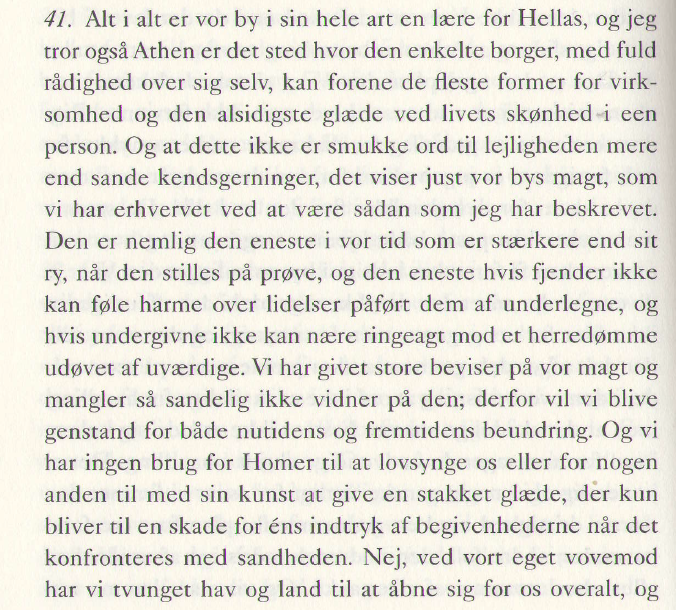 41. Alt i alt er vor by i sin hele art en lære for Hellas, og jeg
tror også Athen er det sted hvor den enkelte borger, med fuld
rådighed over sig selv, kan forene de fleste former for virk-
somhed og den alsidigste glæde ved livets skønhed i een
person. Og at dette ikke er smukke ord til lejligheden mere
end sande kendsgerninger, det viser just vor bys magt, som
vi har erhvervet ved at være sådan som jeg har beskrevet.
Den er nemlig den eneste i vor tid som er stærkere end sit
ry, når den stilles på prøve, og den eneste hvis fjender ikke
kan føle harme over lidelser påført dem af underlegne, og
hvis undergivne ikke kan nære ringeagt mod et herredømme
udøvet af uværdige. Vi har givet store beviser på vor magt og
mangler så sandelig ikke vidner på den; derfor vil vi blive
genstand for både nutidens og fremtidens beundring. Og vi
har ingen brug for Homer til at lovsynge os eller for nogen
anden til med sin kunst at give en stakket glæde, der kun
bliver til en skade for éns indtryk af begivenhederne når det
konfronteres med sandheden. Nej, ved vort eget vovemod
har vi tvunget hav og land til at åbne sig for os overalt, og